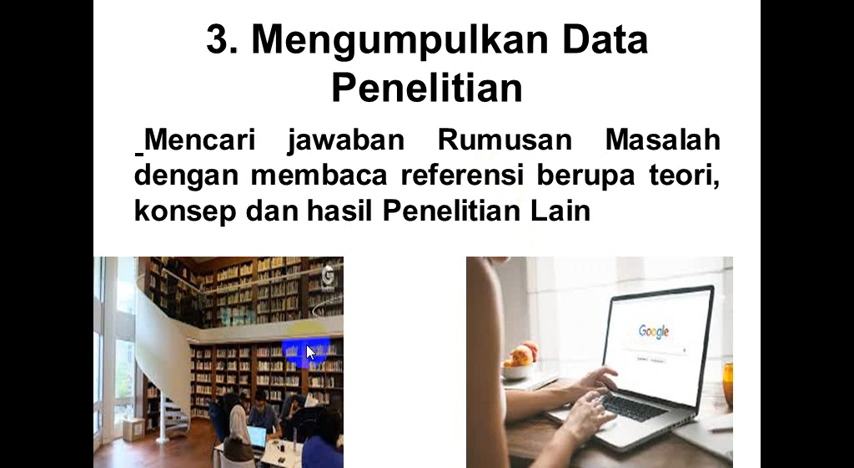 3. Mengumpulkan Data
Penelitian
Mencari jawaban Rumusan Masalah
dengan membaca referensi berupa teori,
konsep dan hasil Penelitian Lain
G
Google